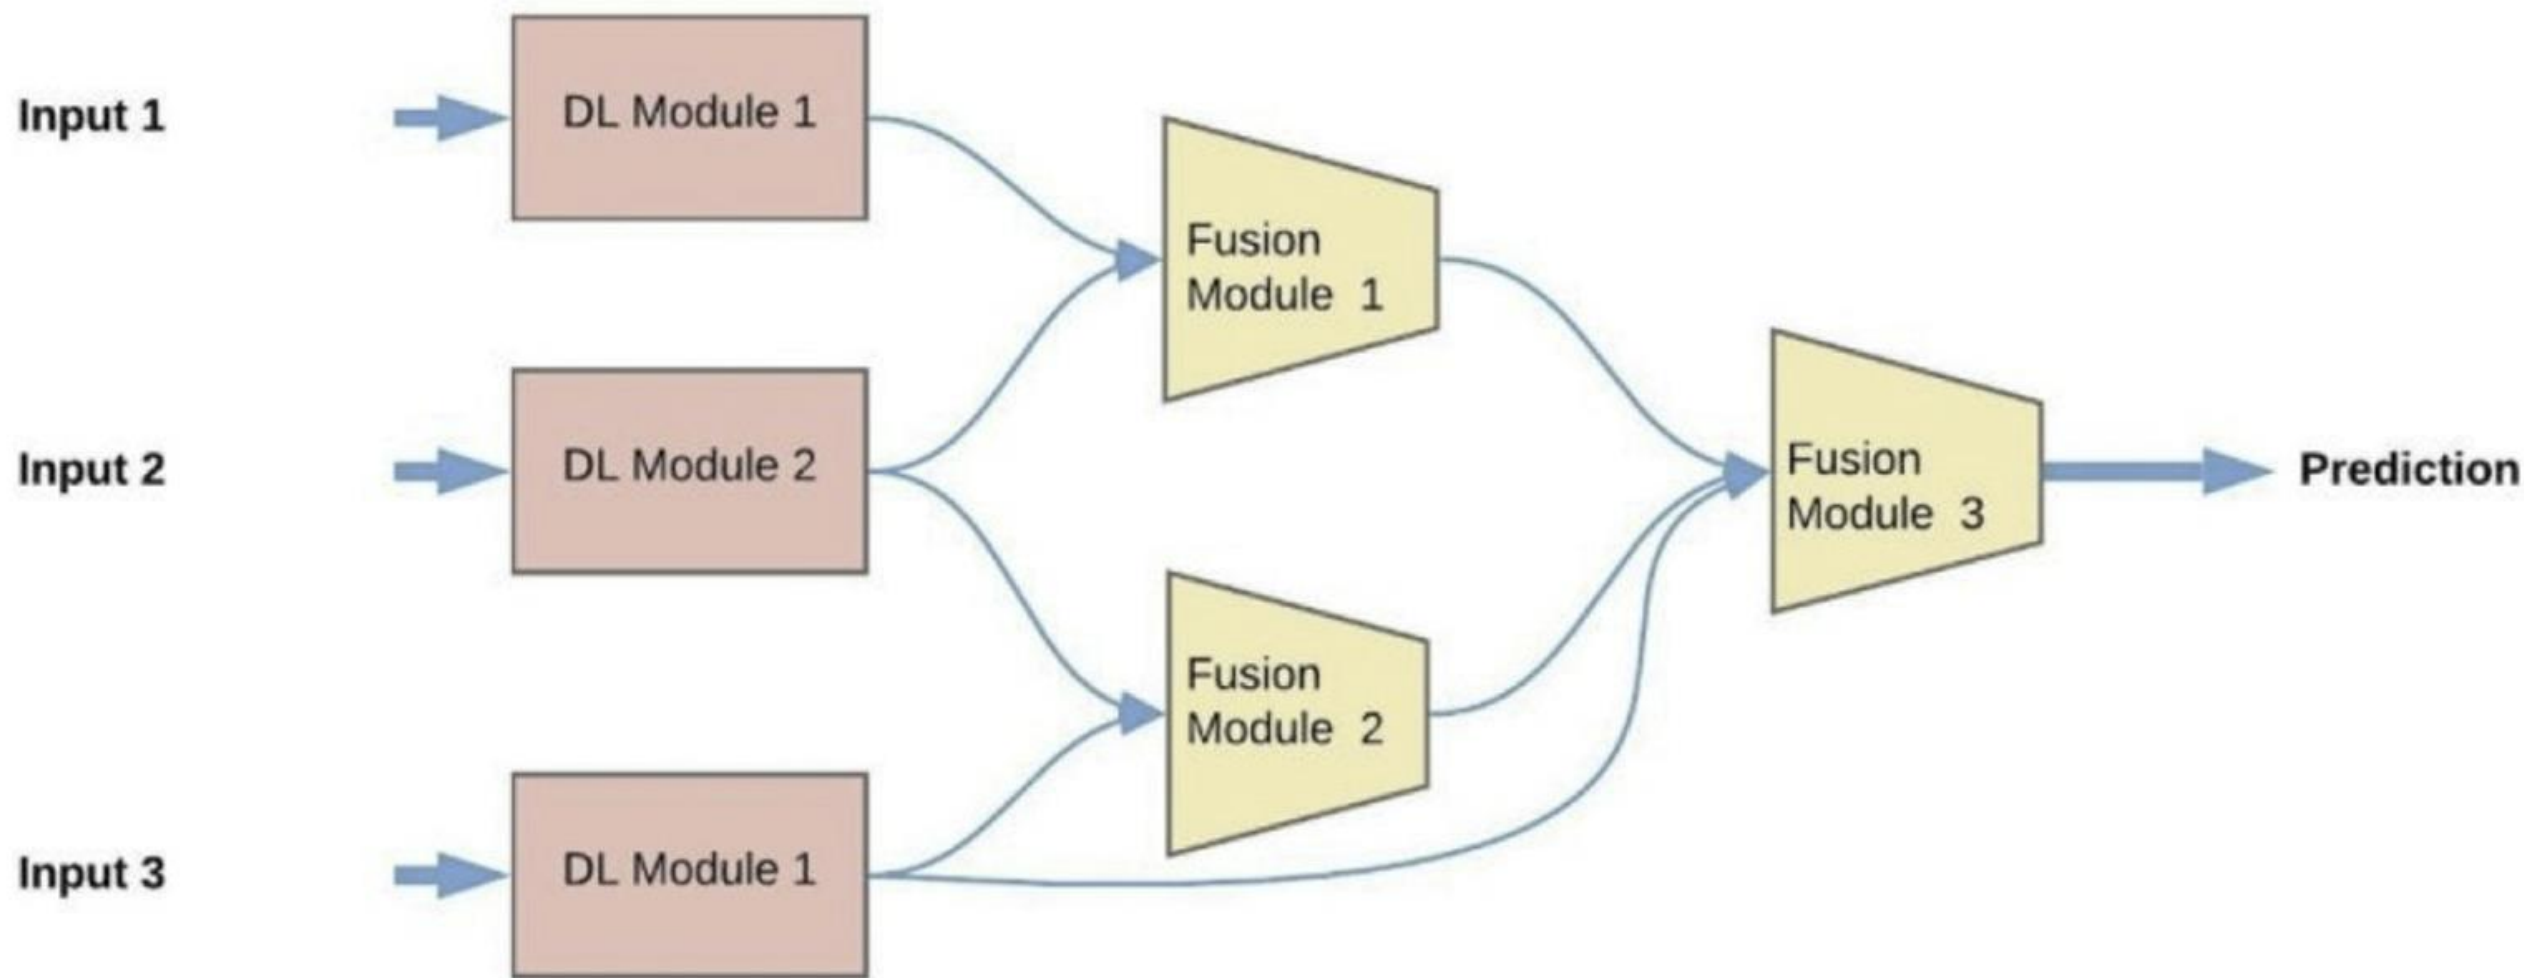 Input 1
DL Module 1
Fusion
Module 1
Input 2
DL Module 2
Fusion
Module 3
Prediction
Fusion
Module 2
Input 3
DL Module 1